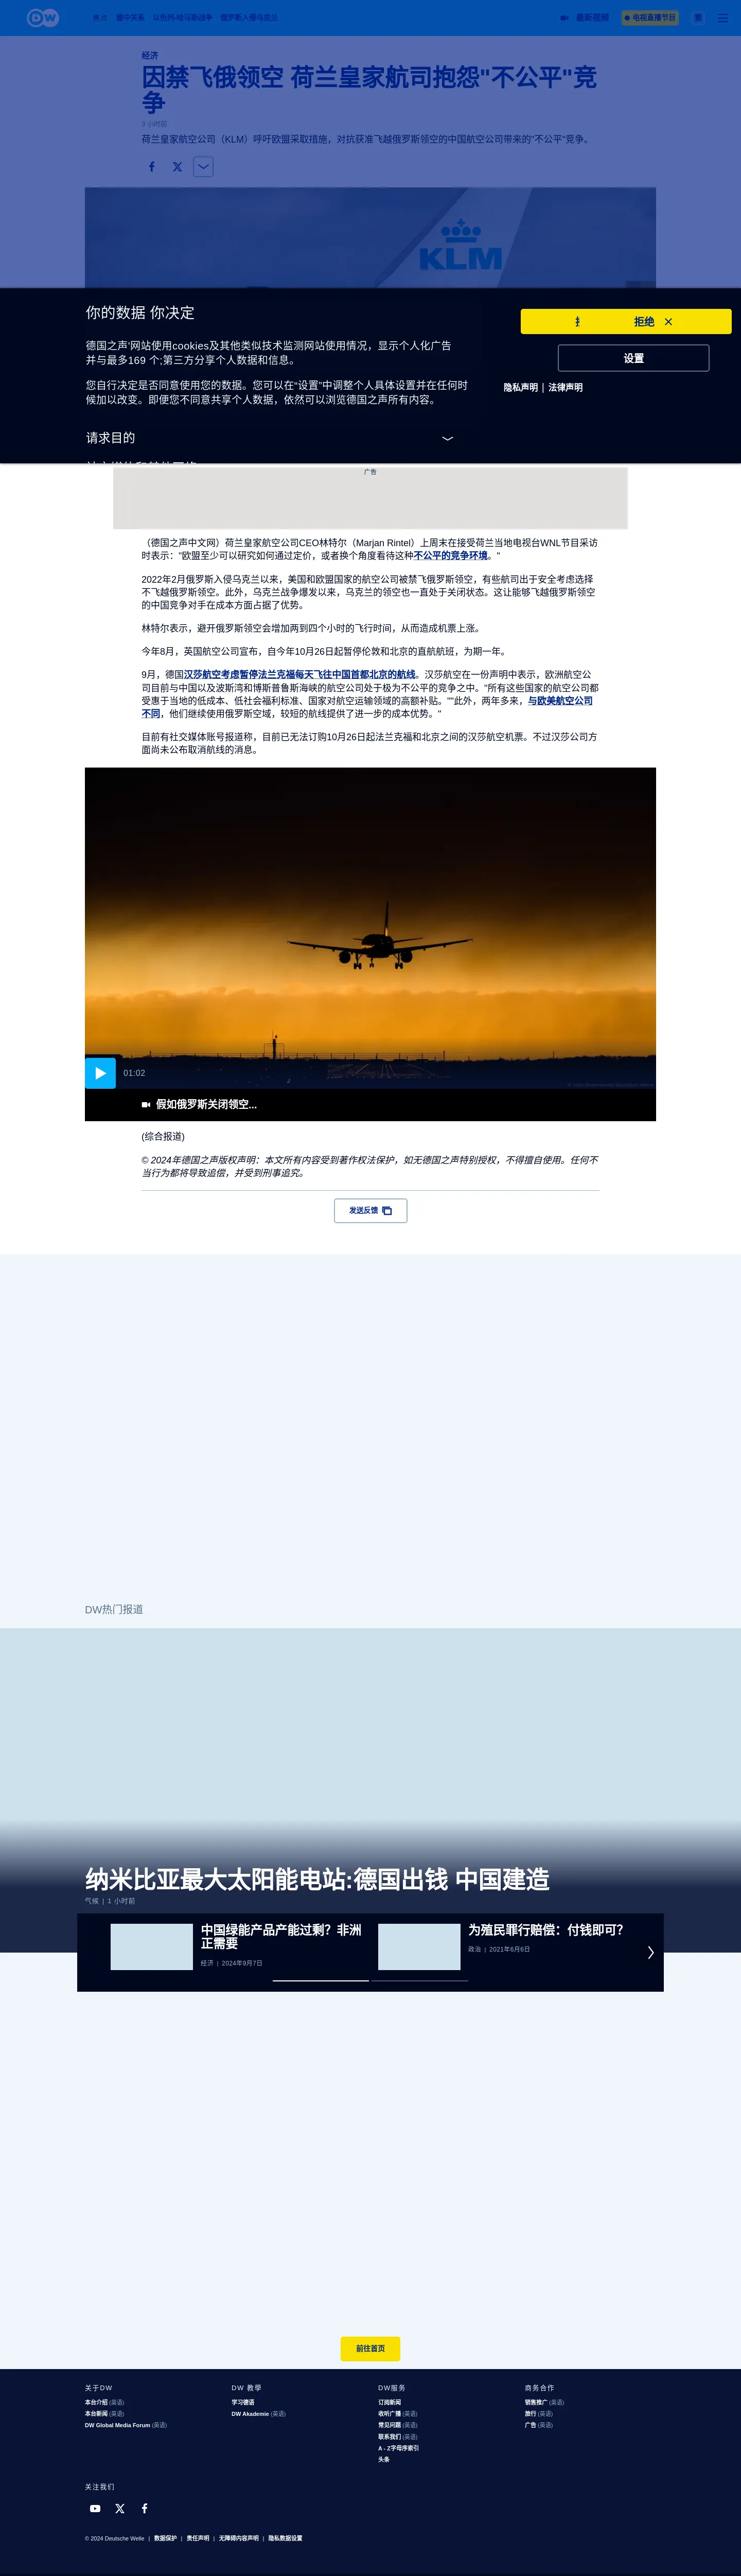 DW
焦点 德中关系 以色列-哈马斯战争 俄罗斯入侵乌克兰
最新视频
电视直播节目
繁
经济
因禁飞俄领空 荷兰皇家航司抱怨"不公平"竞
争
3 小时前
荷兰皇家航空公司（KLM）呼吁欧盟采取措施，对抗获准飞越俄罗斯领空的中国航空公司带来的"不公平"竞争。
KLM
你的数据 你决定
德国之声'网站使用cookies及其他类似技术监测网站使用情况，显示个人化广告
并与最多169 个;第三方分享个人数据和信息。
您自行决定是否同意使用您的数据。您可以在"设置"中调整个人具体设置并在任何时
候加以改变。即便您不同意共享个人数据，依然可以浏览德国之声所有内容。
请求目的
拒绝
设置
隐私声明 | 法律声明
广告
（德国之声中文网）荷兰皇家航空公司CEO林特尔（Marjan Rintel）上周末在接受荷兰当地电视台WNL节目采访
时表示："欧盟至少可以研究如何通过定价，或者换个角度看待这种不公平的竞争环境。"
2022年2月俄罗斯入侵乌克兰以来，美国和欧盟国家的航空公司被禁飞俄罗斯领空，有些航司出于安全考虑选择
不飞越俄罗斯领空。此外，乌克兰战争爆发以来，乌克兰的领空也一直处于关闭状态。这让能够飞越俄罗斯领空
的中国竞争对手在成本方面占据了优势。
林特尔表示，避开俄罗斯领空会增加两到四个小时的飞行时间，从而造成机票上涨。
今年8月，英国航空公司宣布，自今年10月26日起暂停伦敦和北京的直航航班，为期一年。
9月，德国汉莎航空考虑暂停法兰克福每天飞往中国首都北京的航线。汉莎航空在一份声明中表示，欧洲航空公
司目前与中国以及波斯湾和博斯普鲁斯海峡的航空公司处于极为不公平的竞争之中。"所有这些国家的航空公司都
受惠于当地的低成本、低社会福利标准、国家对航空运输领域的高额补贴。""此外，两年多来，与欧美航空公司
不同，他们继续使用俄罗斯空域，较短的航线提供了进一步的成本优势。"
目前有社交媒体账号报道称，目前已无法订购10月26日起法兰克福和北京之间的汉莎航空机票。不过汉莎公司方
面尚未公布取消航线的消息。
01:02
假如俄罗斯关闭领空...
(综合报道)
© 2024年德国之声版权声明：本文所有内容受到著作权法保护，如无德国之声特别授权，不得擅自使用。任何不
当行为都将导致追偿，并受到刑事追究。
发送反馈
DW热门报道
纳米比亚最大太阳能电站:德国出钱 中国建造
气候 | 1 小时前
中国绿能产品产能过剩？非洲
正需要
经济 | 2024年9月7日
为殖民罪行赔偿：付钱即可？
政治 | 2021年6月6日
前往首页
关于DW
本台介绍 (英语)
本台新闻 (英语)
DW Global Media Forum (英语)
DW 教學
学习德语
DW Akademie (英语)
DW服务
订阅新闻
收听广播 (英语)
常见问题 (英语)
联系我们 (英语)
A - Z字母序索引
头条
商务合作
销售推广 (英语)
旅行 (英语)
广告 (英语)
关注我们
© 2024 Deutsche Welle | 数据保护 | 责任声明 | 无障碍内容声明 | 隐私数据设置